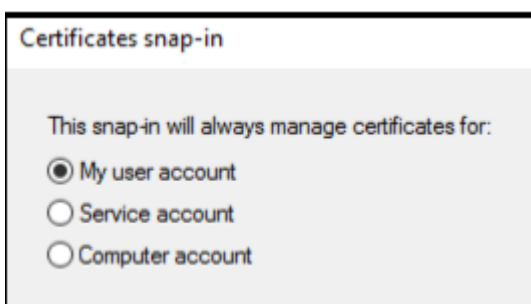 Certificates snap-in
This snap-in will always manage certificates for:
My user account
Service account
Computer account